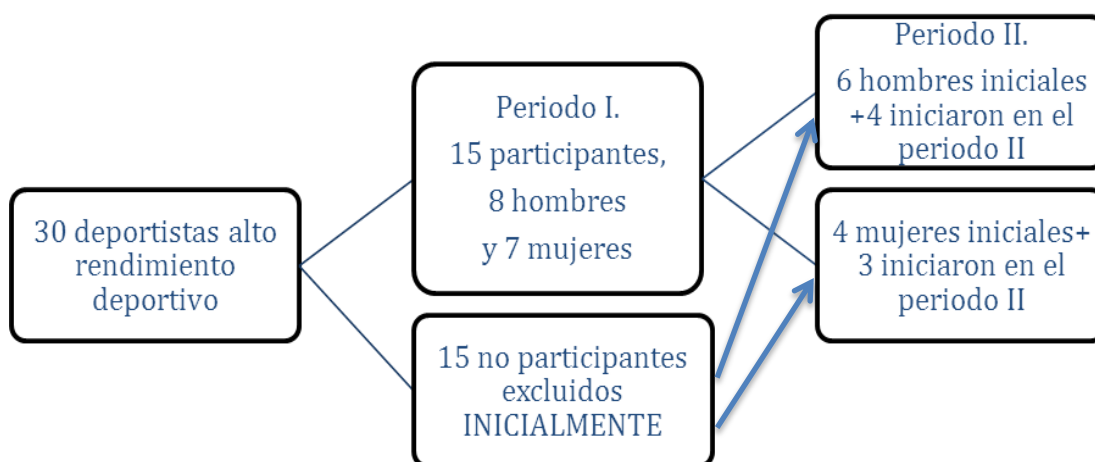 30 deportistas alto
rendimiento
deportivo
Periodo I.
15 participantes,
8 hombres
y 7 mujeres
15 no participantes
excluidos
INICIALMENTE
Periodo II.
6 hombres iniciales
+4 iniciaron en el
periodo II
4 mujeres iniciales+
3 iniciaron en el
periodo II